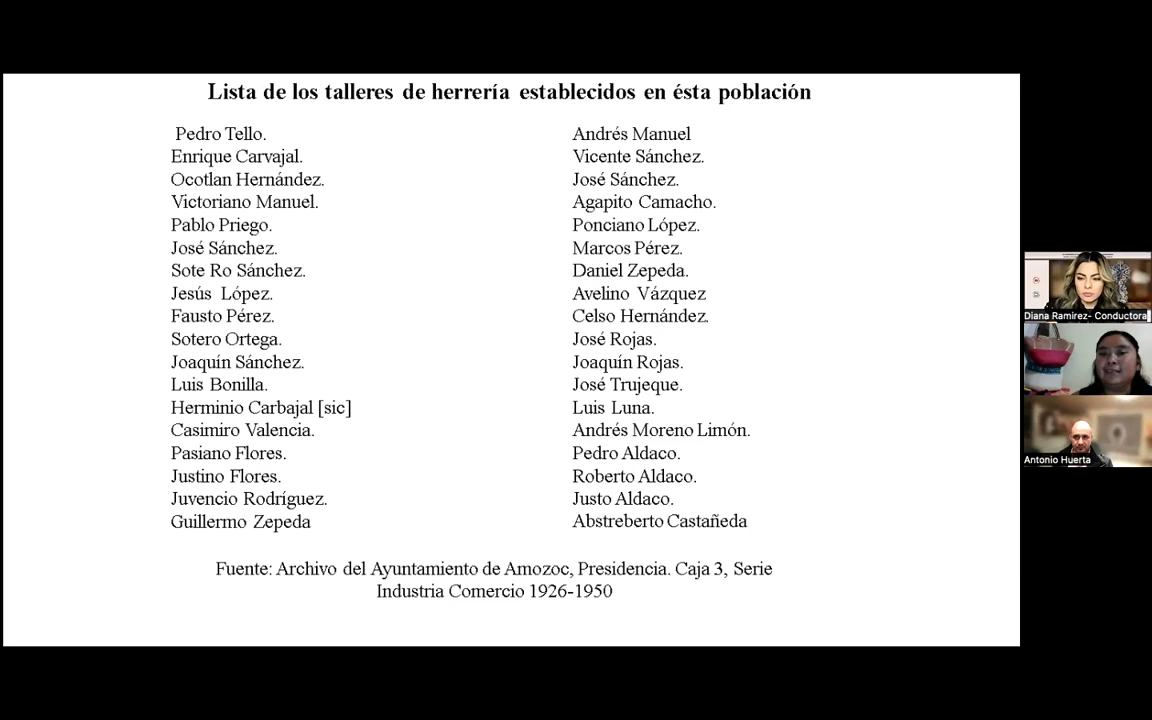 Lista de los talleres de herrería establecidos en ésta población
Pedro Tello.
Enrique Carvajal.
Ocotlan Hernández.
Victoriano Manuel.
Pablo Priego.
José Sánchez.
Sote Ro Sánchez.
Jesús López.
Fausto Pérez.
Sotero Ortega.
Joaquín Sánchez.
Luis Bonilla.
Herminio Carbajal [sic]
Casimiro Valencia.
Pasiano Flores.
Justino Flores.
Juvencio Rodríguez.
Guillermo Zepeda
Andrés Manuel
Vicente Sánchez.
José Sánchez.
Agapito Camacho.
Ponciano López.
Marcos Pérez.
Daniel Zepeda.
Avelino Vázquez
Celso Hernández.
José Rojas.
Joaquín Rojas.
José Trujeque.
Luis Luna.
Andrés Moreno Limón.
Pedro Aldaco.
Roberto Aldaco.
Justo Aldaco.
Abstreberto Castañeda
Fuente: Archivo del Ayuntamiento de Amozoc, Presidencia. Caja 3, Serie
Industria Comercio 1926-1950
Diana Ramírez- Conductora
Antonio Huerta